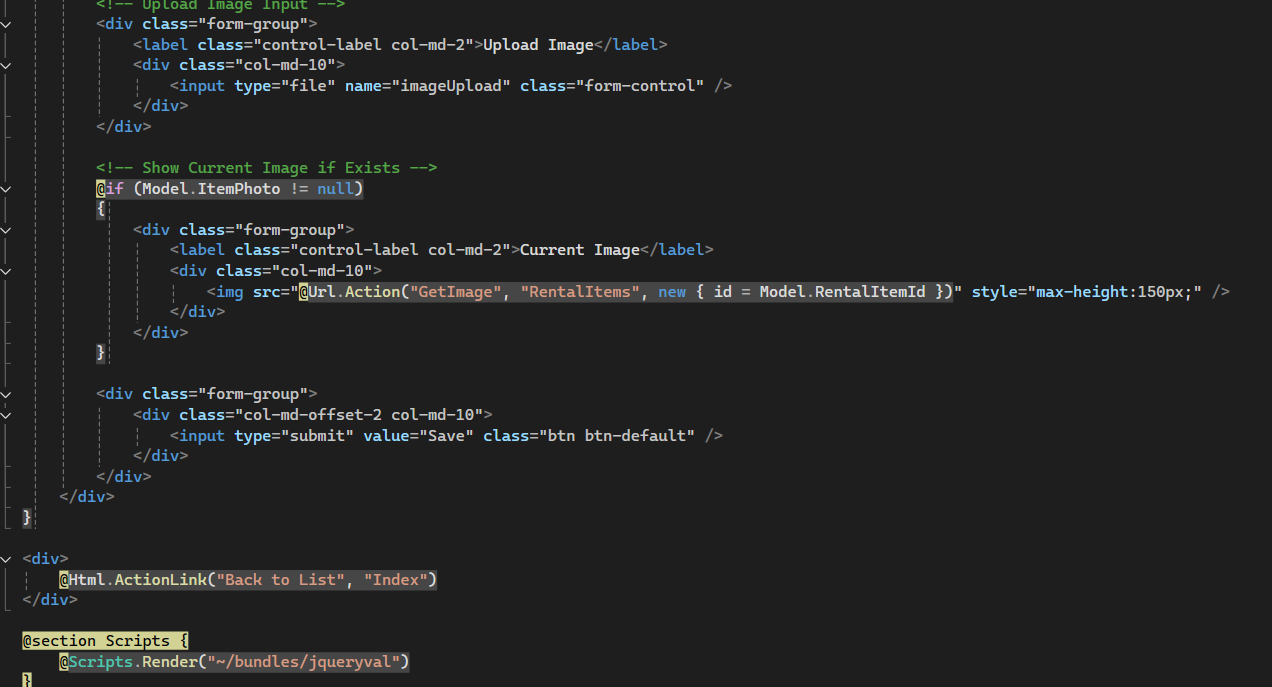 <!-- Upload Image Input -->
<div class="form-group">
<label class="control-label col-md-2">Upload Image</label>
<div class="col-md-10">
<input type="file" name="imageUpload" class="form-control" />
</div>
</div>
<!-- Show Current Image if Exists -->
@if (Model.ItemPhoto != null)
{
<div class="form-group">
<label class="control-label col-md-2">Current Image</label>
<div class="col-md-10">
<img src="@Url.Action("GetImage", "RentalItems", new { id = Model.RentalItemId })" style="max-height:150px;" />
</div>
</div>
}
<div class="form-group">
<div class="col-md-offset-2 col-md-10">
<input type="submit" value="Save" class="btn btn-default" />
</div>
</div>
</div>
}
<div>
@Html.ActionLink("Back to List", "Index")
</div>
@section Scripts {
@Scripts.Render("~/bundles/jqueryval")
}